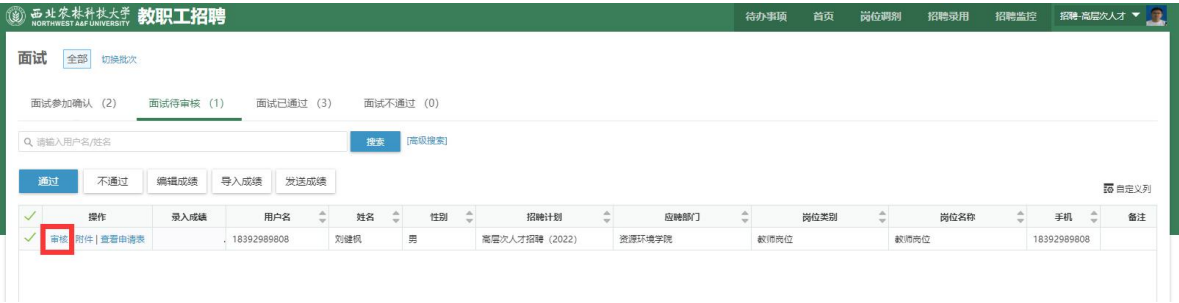 西北农林科技大学 教职工招聘 待办事项 首页 岗位调剂 招聘录用 招聘监控 招聘-高层次人才
NORTHWEST A&F UNIVERSITY
面试 全部 切换批次
面试参加确认 (2) 面试待审核 (1) 面试已通过 (3) 面试不通过 (0)
请输入用户名/姓名 搜索 [高级搜索]
通过 不通过 编辑成绩 导入成绩 发送成绩 自定义列
操作 录入成绩 用户名 姓名 性别 招聘计划 应聘部门 岗位类别 岗位名称 手机 备注
审核 附件 | 查看申请表 . 18392989808 刘健枫 男 高层次人才招聘 (2022) 资源环境学院 教师岗位 教师岗位 18392989808